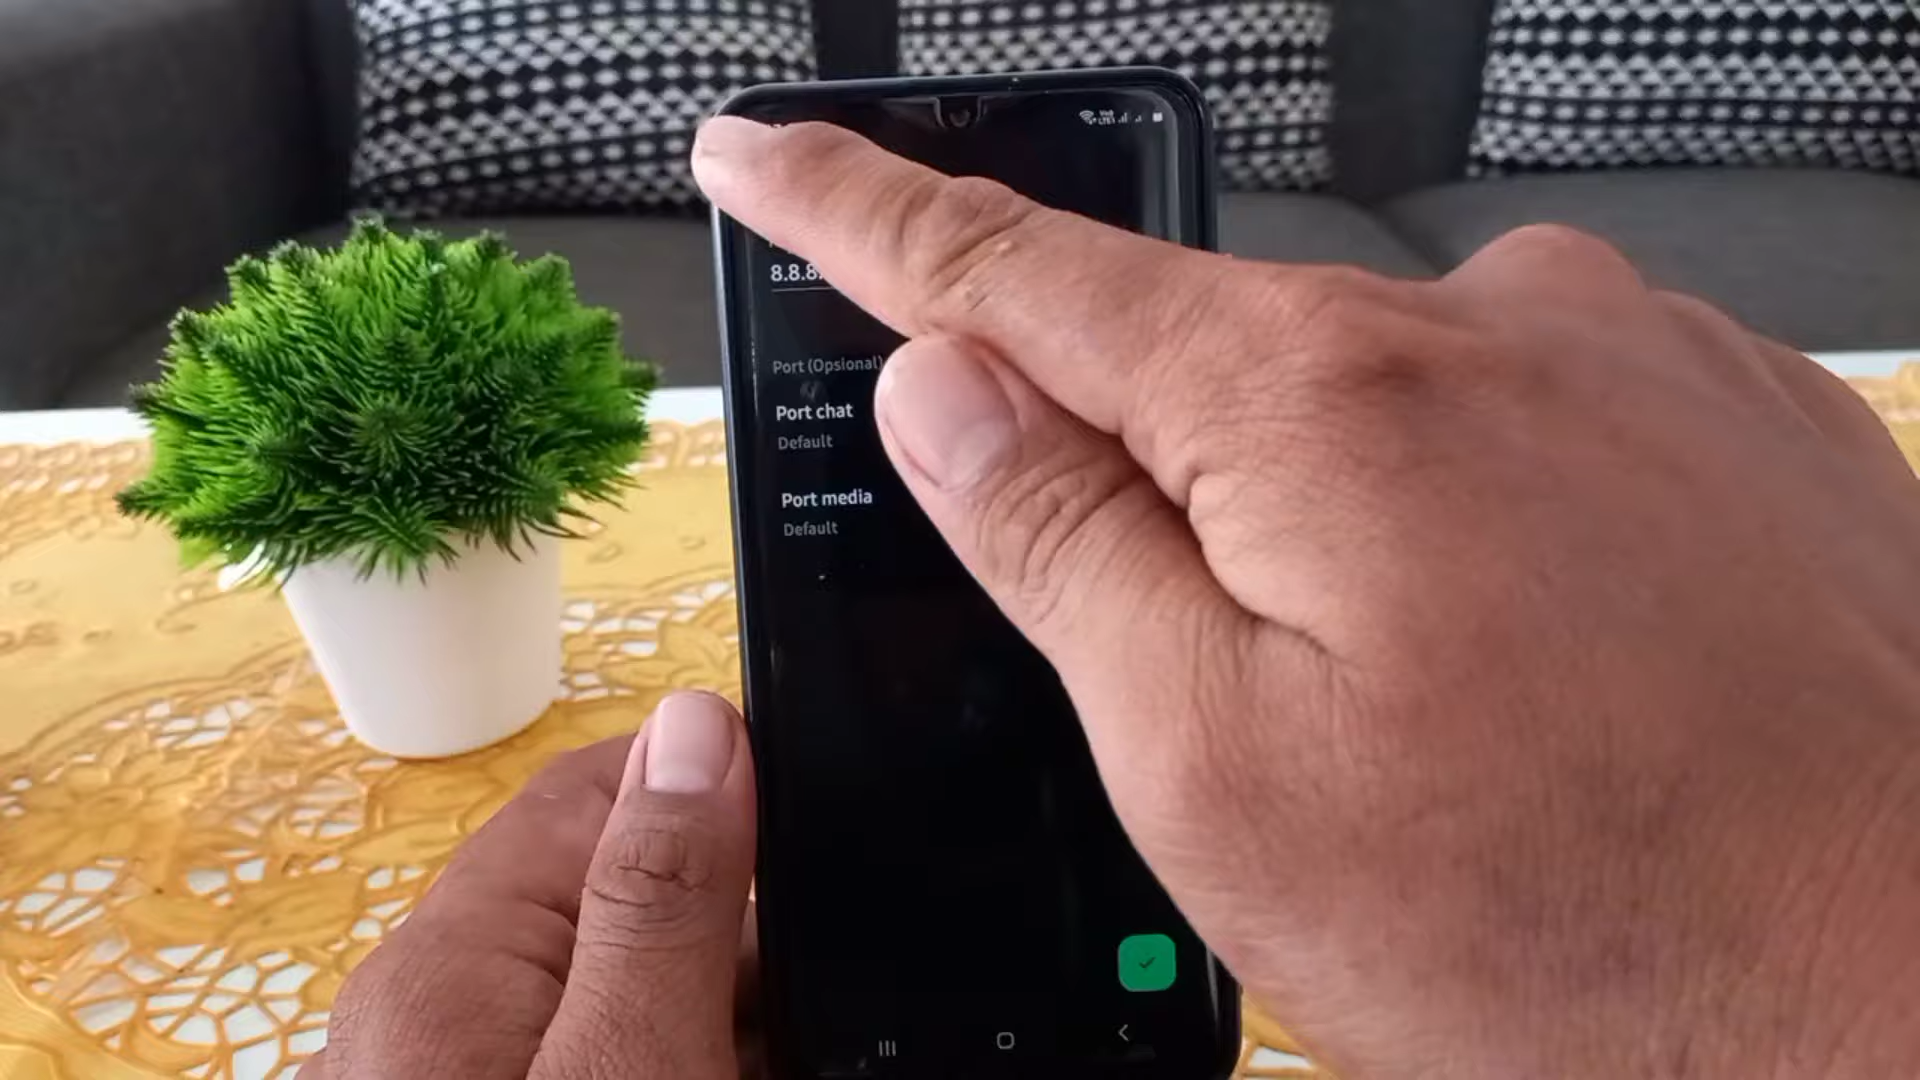 8.8.8.
Port (Opsional)
Port chat
Default
Port media
Default